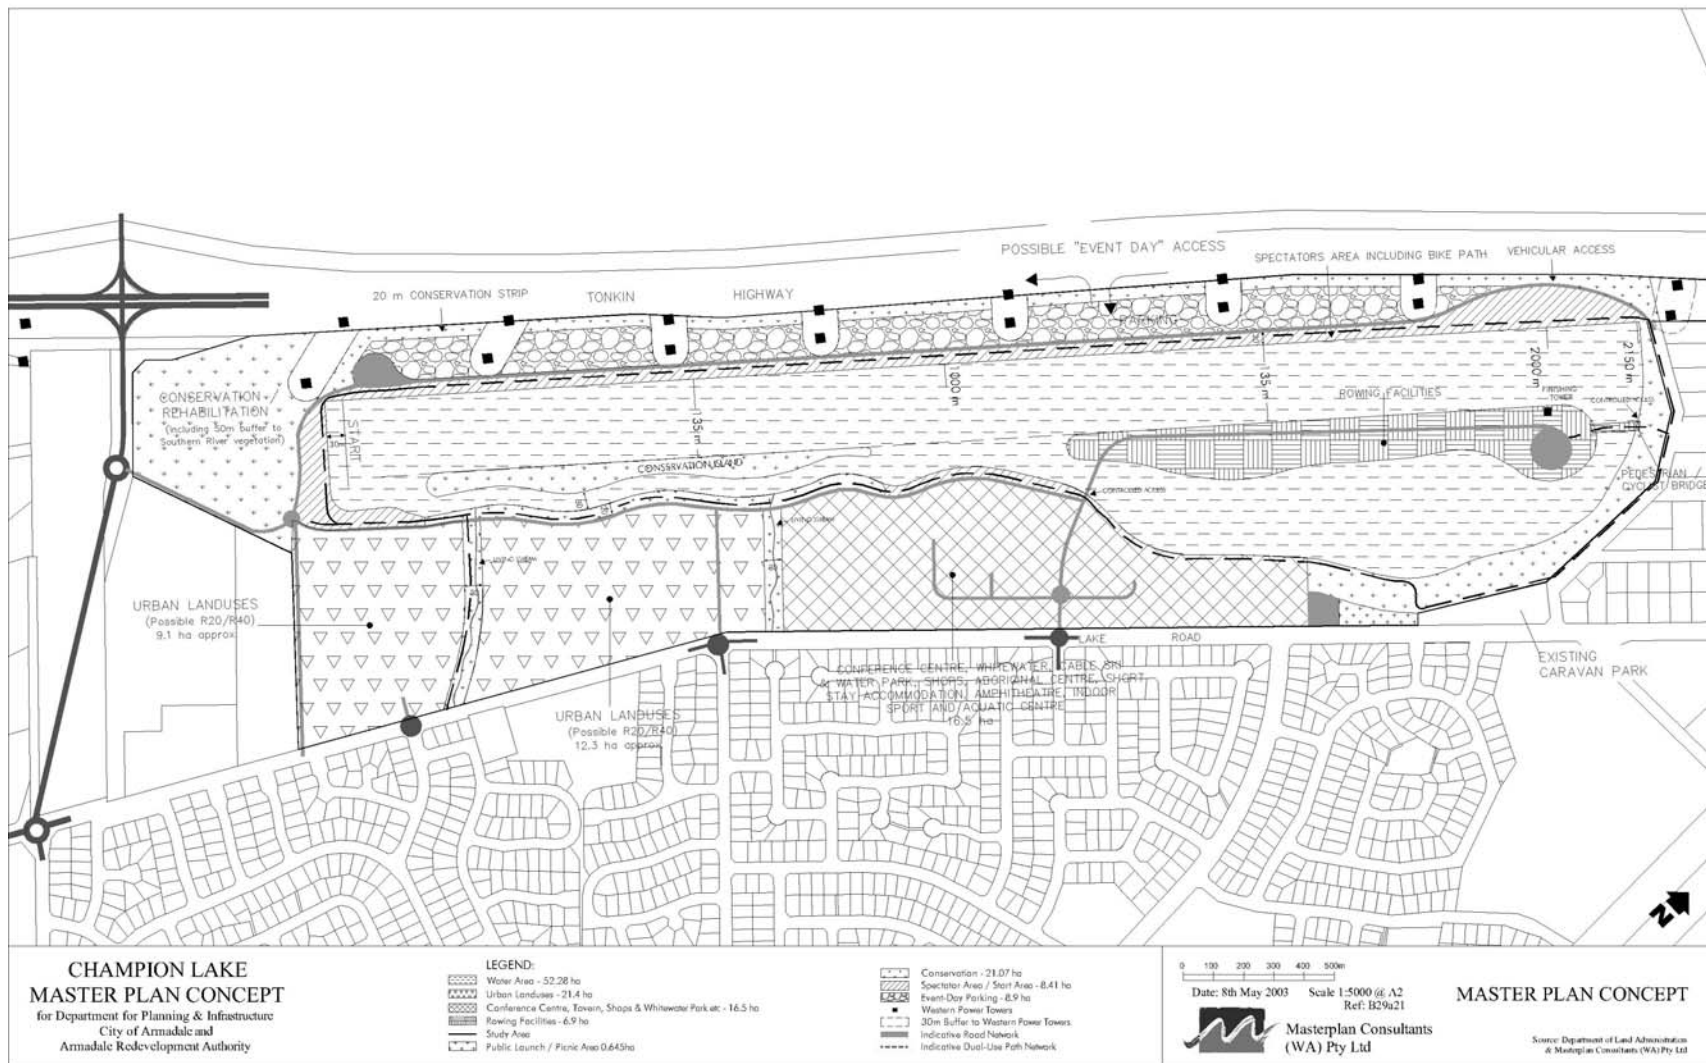 POSSIBLE "EVENT DAY" ACCESS
SPECTATORS AREA INCLUDING BIKE PATH
VEHICULAR ACCESS
20 m CONSERVATION STRIP
TONKIN
HIGHWAY
PARKING
CONSERVATION /
REHABILITATION
(including 50m buffer to
Southern River vegetation)
START
30
135 m
1000 m
135 m
2000 m
2150 m
FINISHING
TOWER
CONTROLLED ACCESS
ROWING FACILITIES
CONSERVATION ISLAND
CONTROLLED ACCESS
PEDESTRIAN /
CYCLIST BRIDGE
URBAN LANDUSES
(Possible R20/R40)
9.1 ha approx
URBAN LANDUSES
(Possible R20/R40)
12.3 ha approx
LAKE
ROAD
CONFERENCE CENTRE, WHITEWATER, CABLE SKI
& WATER PARK, SHOPS, ABORIGINAL CENTRE, SHORT
STAY ACCOMMODATION, AMPHITHEATRE, INDOOR
SPORT AND AQUATIC CENTRE
16.5 ha
EXISTING
CARAVAN PARK
N
CHAMPION LAKE
MASTER PLAN CONCEPT
for Department for Planning & Infrastructure
City of Armadale and
Armadale Redevelopment Authority
LEGEND:
Water Area - 52.28 ha
Urban Landuses - 21.4 ha
Conference Centre, Tavern, Shops & Whitewater Park etc - 16.5 ha
Rowing Facilities - 6.9 ha
Study Area
Public Launch / Picnic Area 0.645ha
Conservation - 21.07 ha
Spectator Area / Start Area - 8.41 ha
Event-Day Parking - 8.9 ha
Western Power Towers
30m Buffer to Western Power Towers
Indicative Road Network
Indicative Dual-Use Path Network
0 100 200 300 400 500m
Date: 8th May 2003 Scale 1:5000 @ A2
Ref: B29a21
Masterplan Consultants
(WA) Pty Ltd
MASTER PLAN CONCEPT
Source: Department of Land Administration
& Masterplan Consultants (WA) Pty Ltd